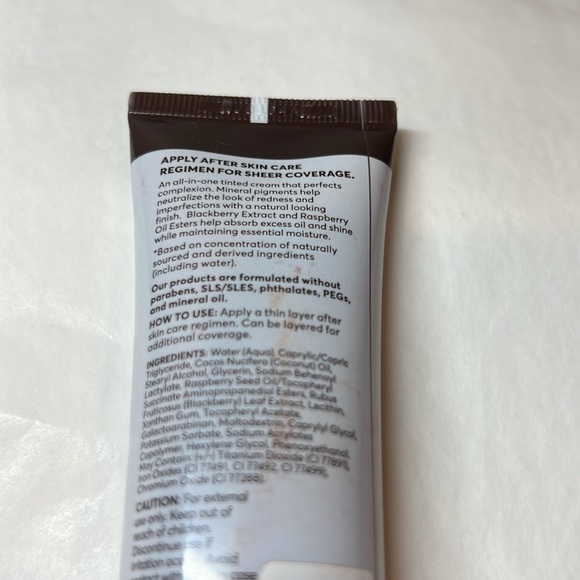 APPLY AFTER SKIN CARE
REGIMEN FOR SHEER COVERAGE.
An all-in-one tinted cream that perfects
complexion. Mineral pigments help
neutralize the look of redness and
imperfections with a natural looking
finish. Blackberry Extract and Raspberry
Oil Esters help absorb excess oil and shine
while maintaining essential moisture.
*Based on concentration of naturally
sourced and derived ingredients
(including water).
Our products are formulated without
parabens, SLS/SLES, phthalates, PEGs,
and mineral oil.
HOW TO USE: Apply a thin layer after
skin care regimen. Can be layered for
additional coverage.
INGREDIENTS: Water (Aqua), Caprylic/Capric
Triglyceride, Cocos Nucifera (Coconut) Oil,
Stearyl Alcohol, Glycerin, Sodium Behenoyl
Lactylate, Raspberry Seed Oil/Tocopheryl
Succinate Aminopropanediol Esters, Rubus
Fruticosus (Blackberry) Leaf Extract, Lecithin,
Xanthan Gum, Tocopheryl Acetate,
Galactoarabinan, Maltodextrin, Caprylyl Glycol,
Potassium Sorbate, Sodium Acrylates
Copolymer, Hexylene Glycol, Phenoxyethanol.
May Contain: (+/-) Titanium Dioxide (CI 77891),
Iron Oxides (CI 77491, CI 77492, CI 77499),
Chromium Oxide (CI 77288).
CAUTION: For external
use only. Keep out of
reach of children.
Discontinue use if
irritation